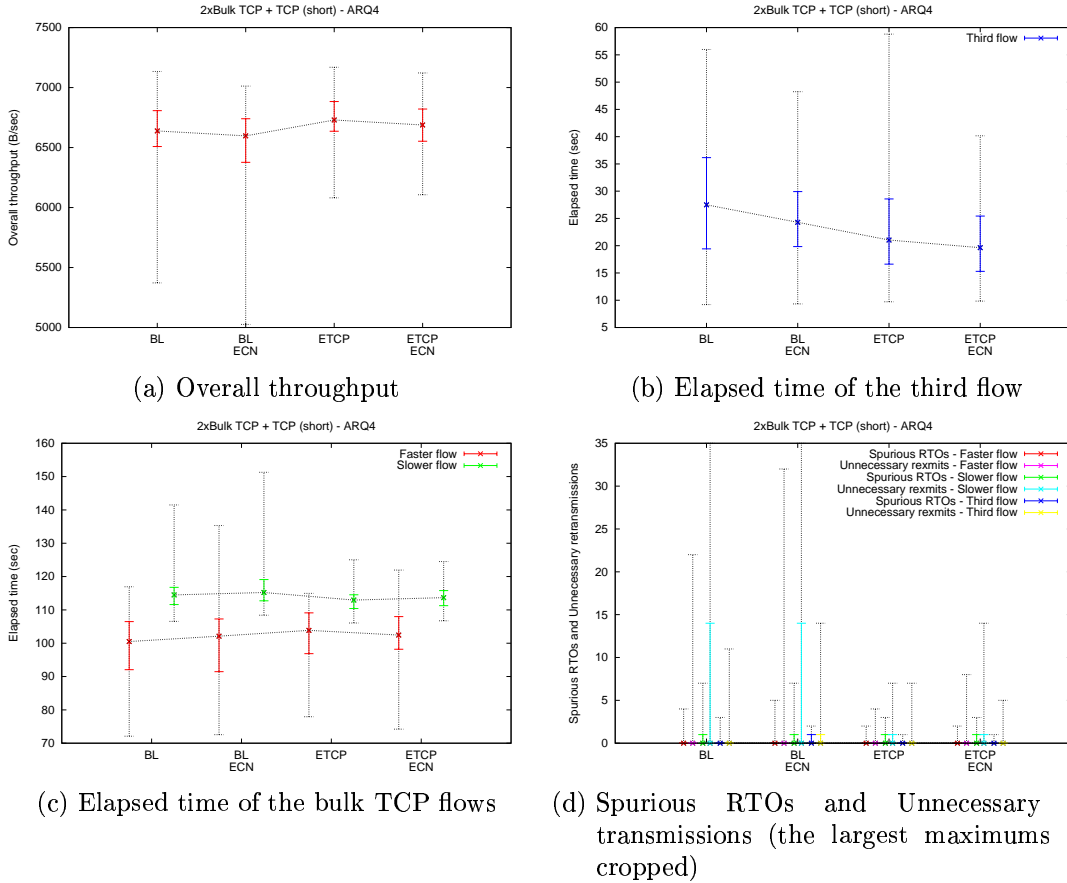 2xBulk TCP + TCP (short) - ARQ4
7500
7000
6500
6000
5500
5000
Overall throughput (B/sec)
BL
BL
ECN
ETCP
ETCP
ECN
(a) Overall throughput
2xBulk TCP + TCP (short) - ARQ4
60
55
50
45
40
35
30
25
20
15
10
5
Elapsed time (sec)
Third flow
BL
BL
ECN
ETCP
ETCP
ECN
(b) Elapsed time of the third flow
2xBulk TCP + TCP (short) - ARQ4
160
150
140
130
120
110
100
90
80
70
Elapsed time (sec)
Faster flow
Slower flow
BL
BL
ECN
ETCP
ETCP
ECN
(c) Elapsed time of the bulk TCP flows
2xBulk TCP + TCP (short) - ARQ4
35
30
25
20
15
10
5
0
Spurious RTOs and Unnecessary retransmissions
Spurious RTOs - Faster flow
Unnecessary rexmits - Faster flow
Spurious RTOs - Slower flow
Unnecessary rexmits - Slower flow
Spurious RTOs - Third flow
Unnecessary rexmits - Third flow
BL
BL
ECN
ETCP
ETCP
ECN
(d) Spurious RTOs and Unnecessary
transmissions (the largest maximums
cropped)